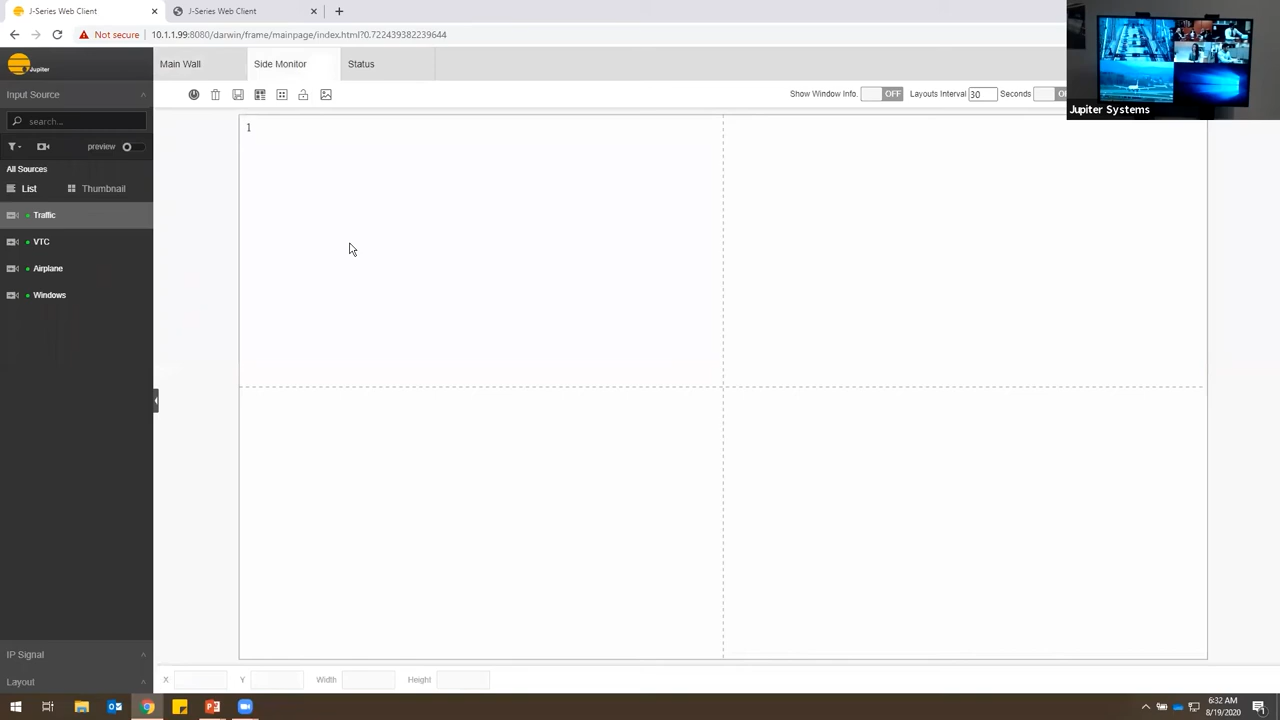 J-Series Web Client
J-Series Web Client
Not secure
10.1.1.99:8080/darwin/frame/mainpage/index.html?0.722439382239644
Jupiter
Main Wall
Side Monitor
Status
Input Source
search...
Show Window Info.
OFF
Layouts Interval
30
Seconds
Jupiter Systems
preview
1
All Sources
List
Thumbnail
Traffic
VTC
Airplane
Windows
IP Signal
Layout
X
Y
Width
Height
6:32 AM
8/19/2020